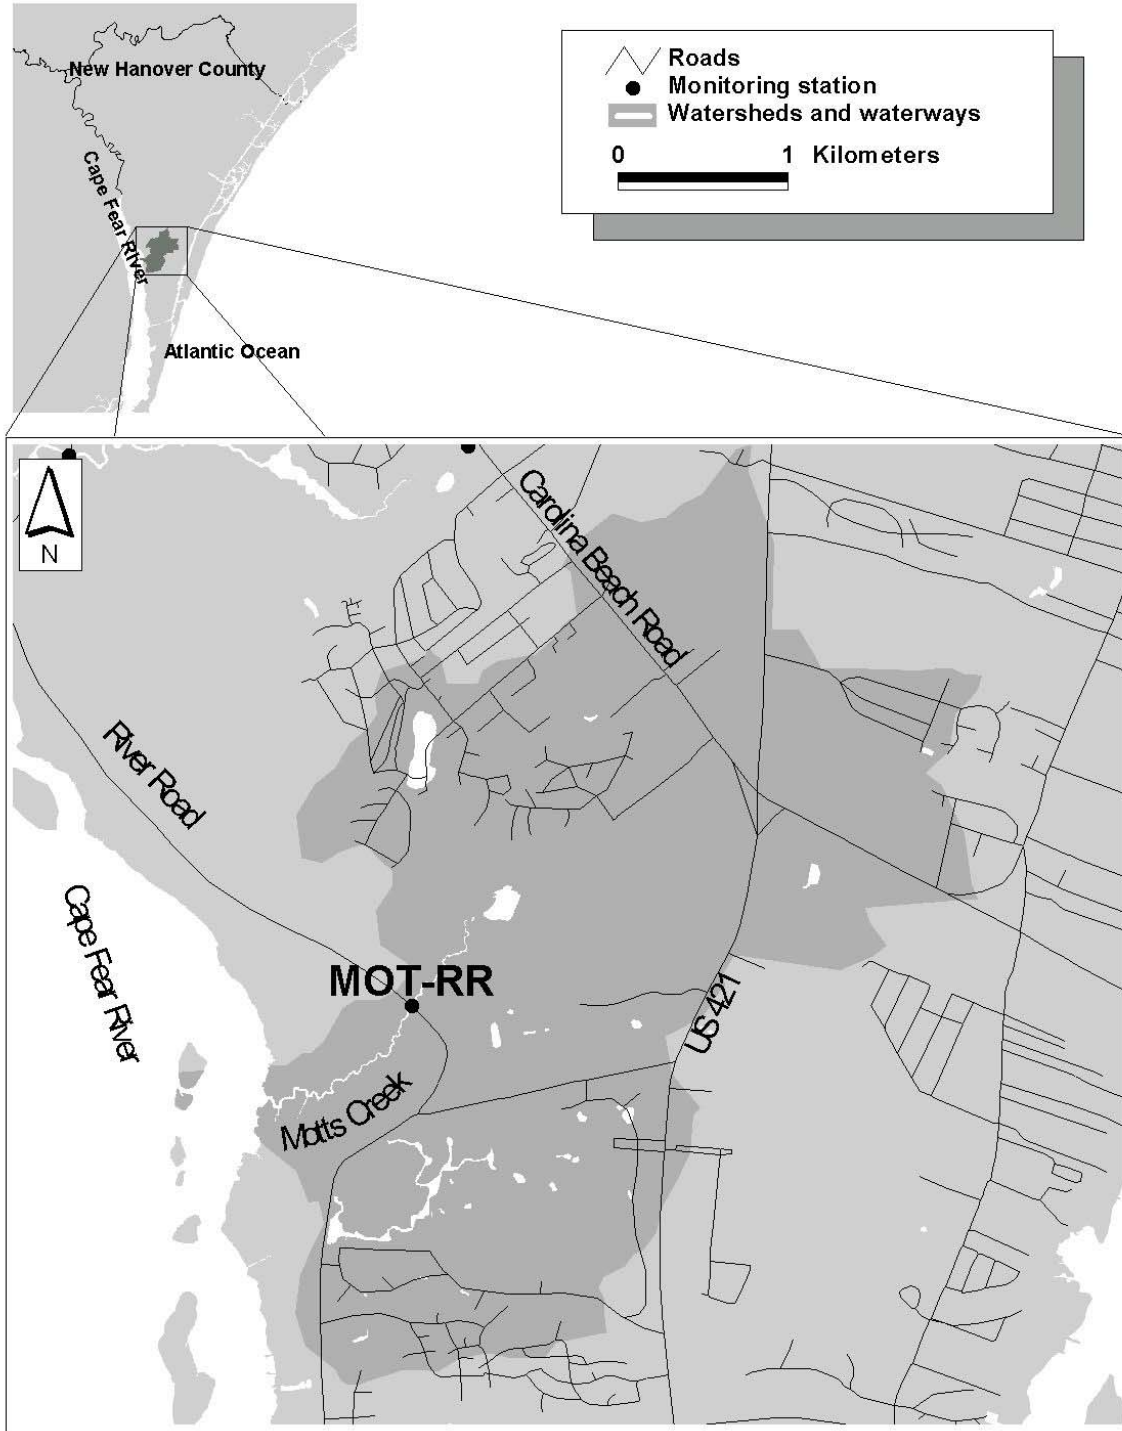 New Hanover County
Cape Fear River
Atlantic Ocean
Roads
Monitoring station
Watersheds and waterways
0 1 Kilometers
N
Carolina Beach Road
River Road
Cape Fear River
MOT-RR
US 421
Motts Creek